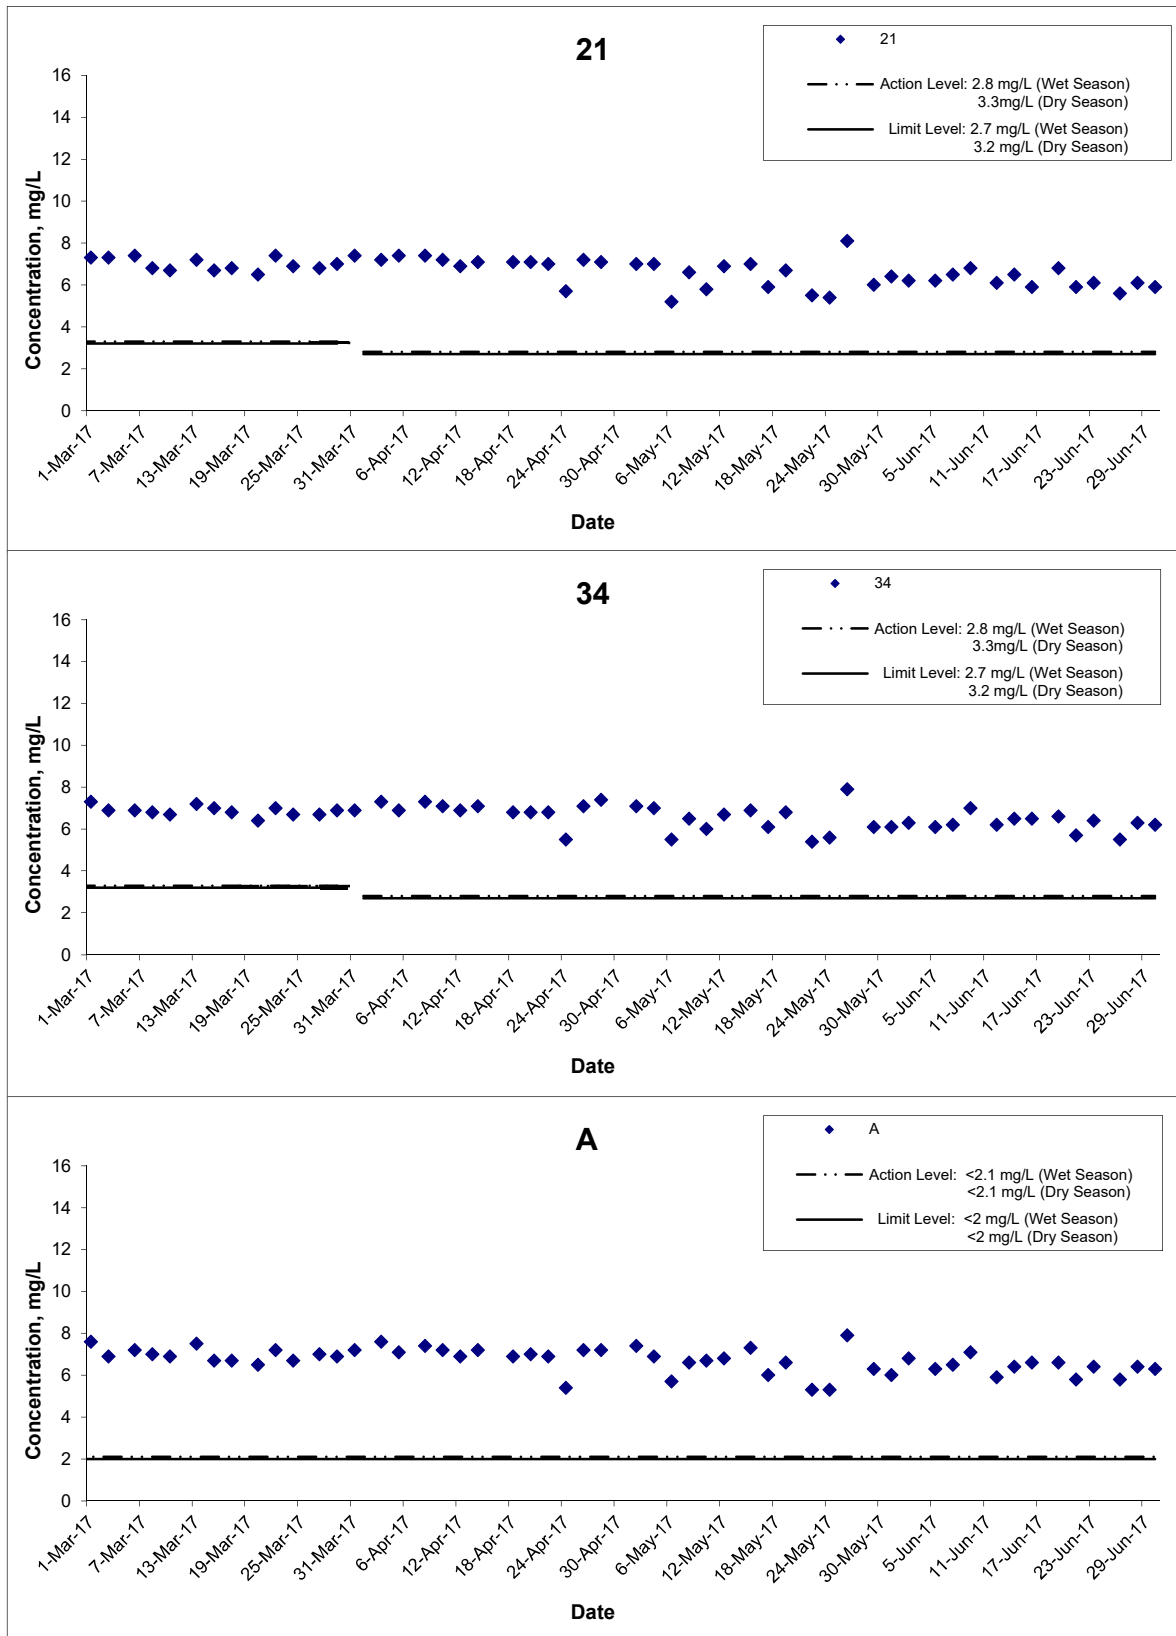 21
21
Action Level: 2.8 mg/L (Wet Season)
3.3mg/L (Dry Season)
Limit Level: 2.7 mg/L (Wet Season)
3.2 mg/L (Dry Season)
Concentration, mg/L
16
14
12
10
8
6
4
2
0
1-Mar-17
7-Mar-17
13-Mar-17
19-Mar-17
25-Mar-17
31-Mar-17
6-Apr-17
12-Apr-17
18-Apr-17
24-Apr-17
30-Apr-17
6-May-17
12-May-17
18-May-17
24-May-17
30-May-17
5-Jun-17
11-Jun-17
17-Jun-17
23-Jun-17
29-Jun-17
Date
34
34
Action Level: 2.8 mg/L (Wet Season)
3.3mg/L (Dry Season)
Limit Level: 2.7 mg/L (Wet Season)
3.2 mg/L (Dry Season)
Concentration, mg/L
16
14
12
10
8
6
4
2
0
1-Mar-17
7-Mar-17
13-Mar-17
19-Mar-17
25-Mar-17
31-Mar-17
6-Apr-17
12-Apr-17
18-Apr-17
24-Apr-17
30-Apr-17
6-May-17
12-May-17
18-May-17
24-May-17
30-May-17
5-Jun-17
11-Jun-17
17-Jun-17
23-Jun-17
29-Jun-17
Date
A
A
Action Level: <2.1 mg/L (Wet Season)
<2.1 mg/L (Dry Season)
Limit Level: <2 mg/L (Wet Season)
<2 mg/L (Dry Season)
Concentration, mg/L
16
14
12
10
8
6
4
2
0
1-Mar-17
7-Mar-17
13-Mar-17
19-Mar-17
25-Mar-17
31-Mar-17
6-Apr-17
12-Apr-17
18-Apr-17
24-Apr-17
30-Apr-17
6-May-17
12-May-17
18-May-17
24-May-17
30-May-17
5-Jun-17
11-Jun-17
17-Jun-17
23-Jun-17
29-Jun-17
Date